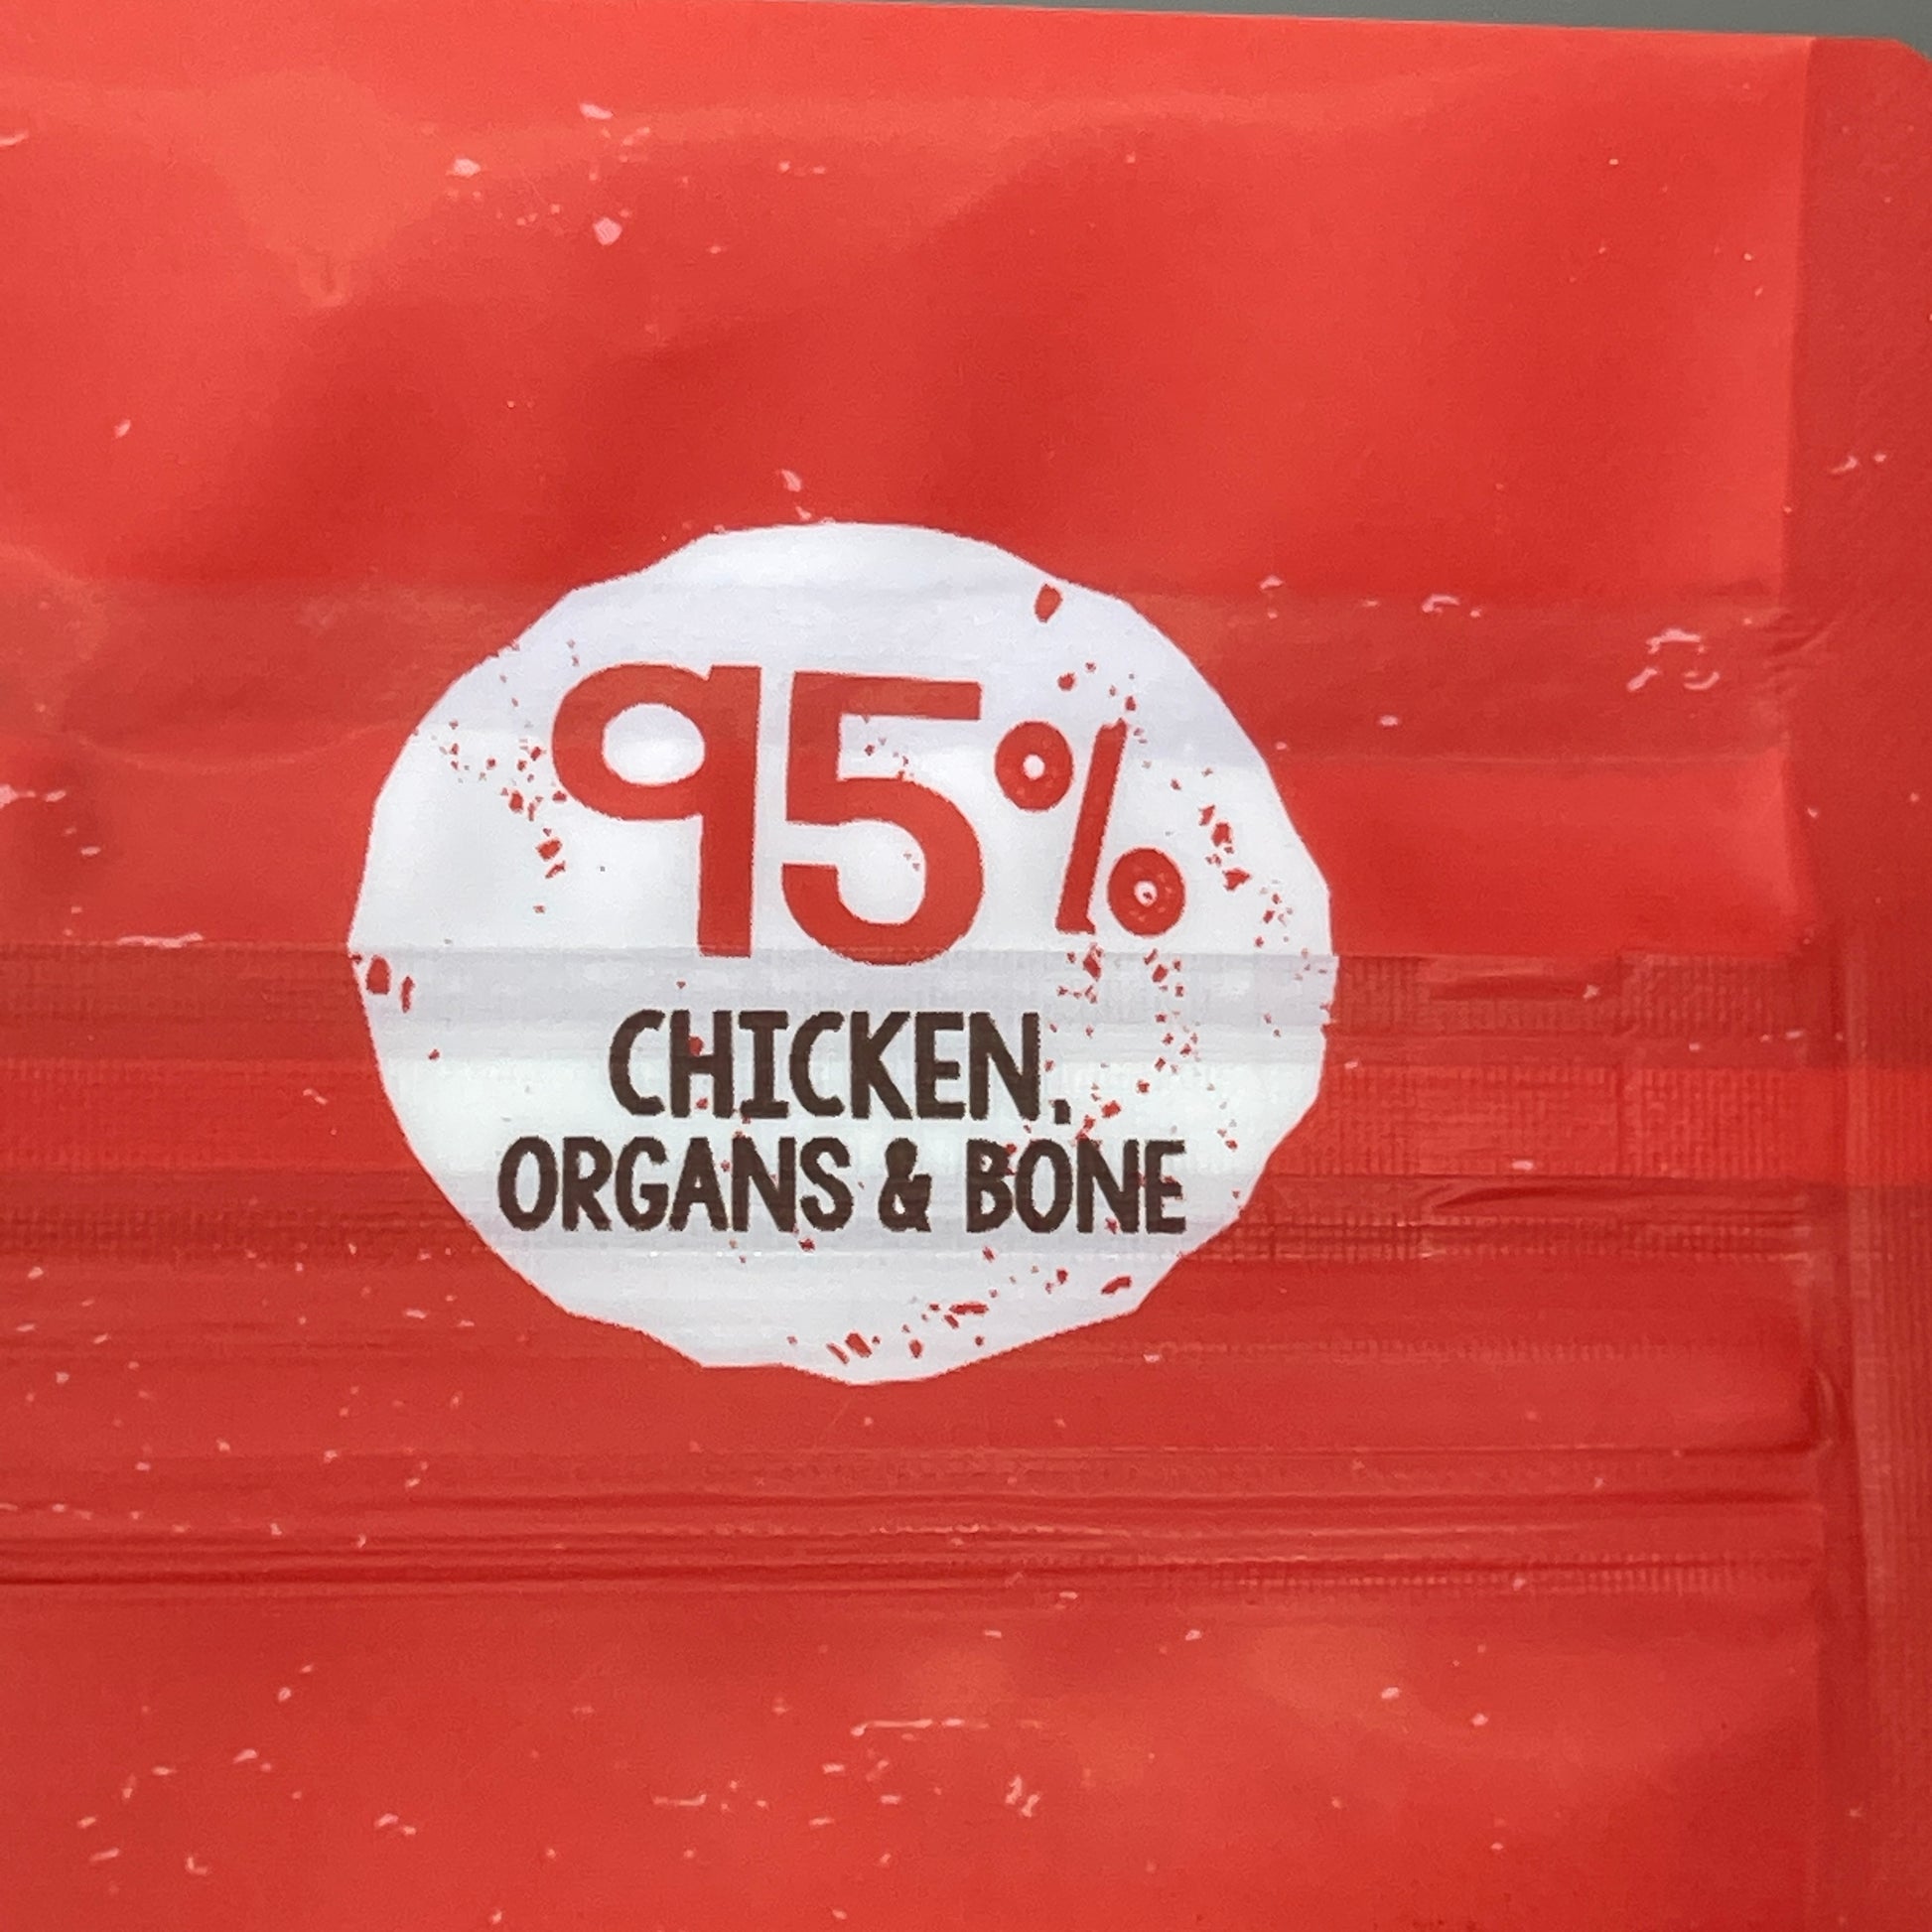 95%
CHICKEN,
ORGANS & BONE